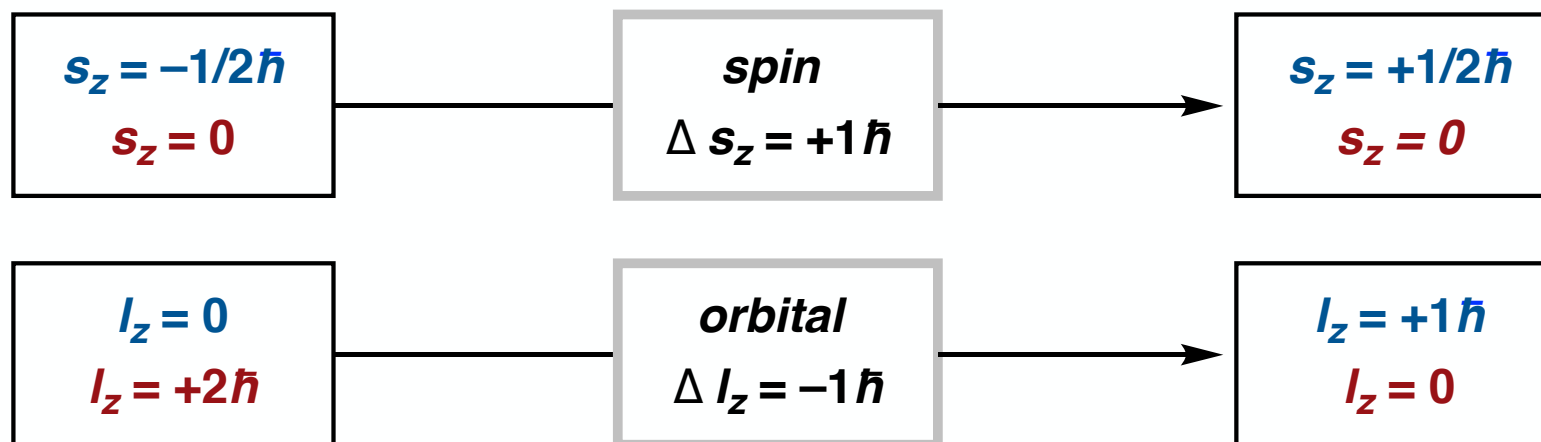 s_z = –1/2ħ
s_z = 0
spin
Δ s_z = +1ħ
s_z = +1/2ħ
s_z = 0
l_z = 0
l_z = +2ħ
orbital
Δ l_z = –1ħ
l_z = +1ħ
l_z = 0